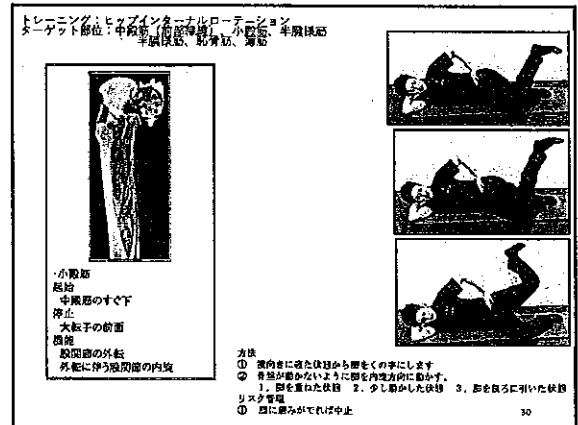 トレーニング：ヒップインターナルローテーション
ターゲット部位：中殿筋（前部線維）、小殿筋、半腱様筋
半膜様筋、恥骨筋、薄筋
・小殿筋
起始
中殿筋のすぐ下
停止
大転子の前面
機能
股関節の外転
外転に伴う股関節の内旋
方法
① 横向きに寝た状態から膝をくの字にします
② 骨盤が動かないように脚を内旋方向に動かす。
1，脚を重ねた状態 2．少し動かした状態 3，脚を後ろに引いた状態
リスク管理
① 膝に痛みがでれば中止
30